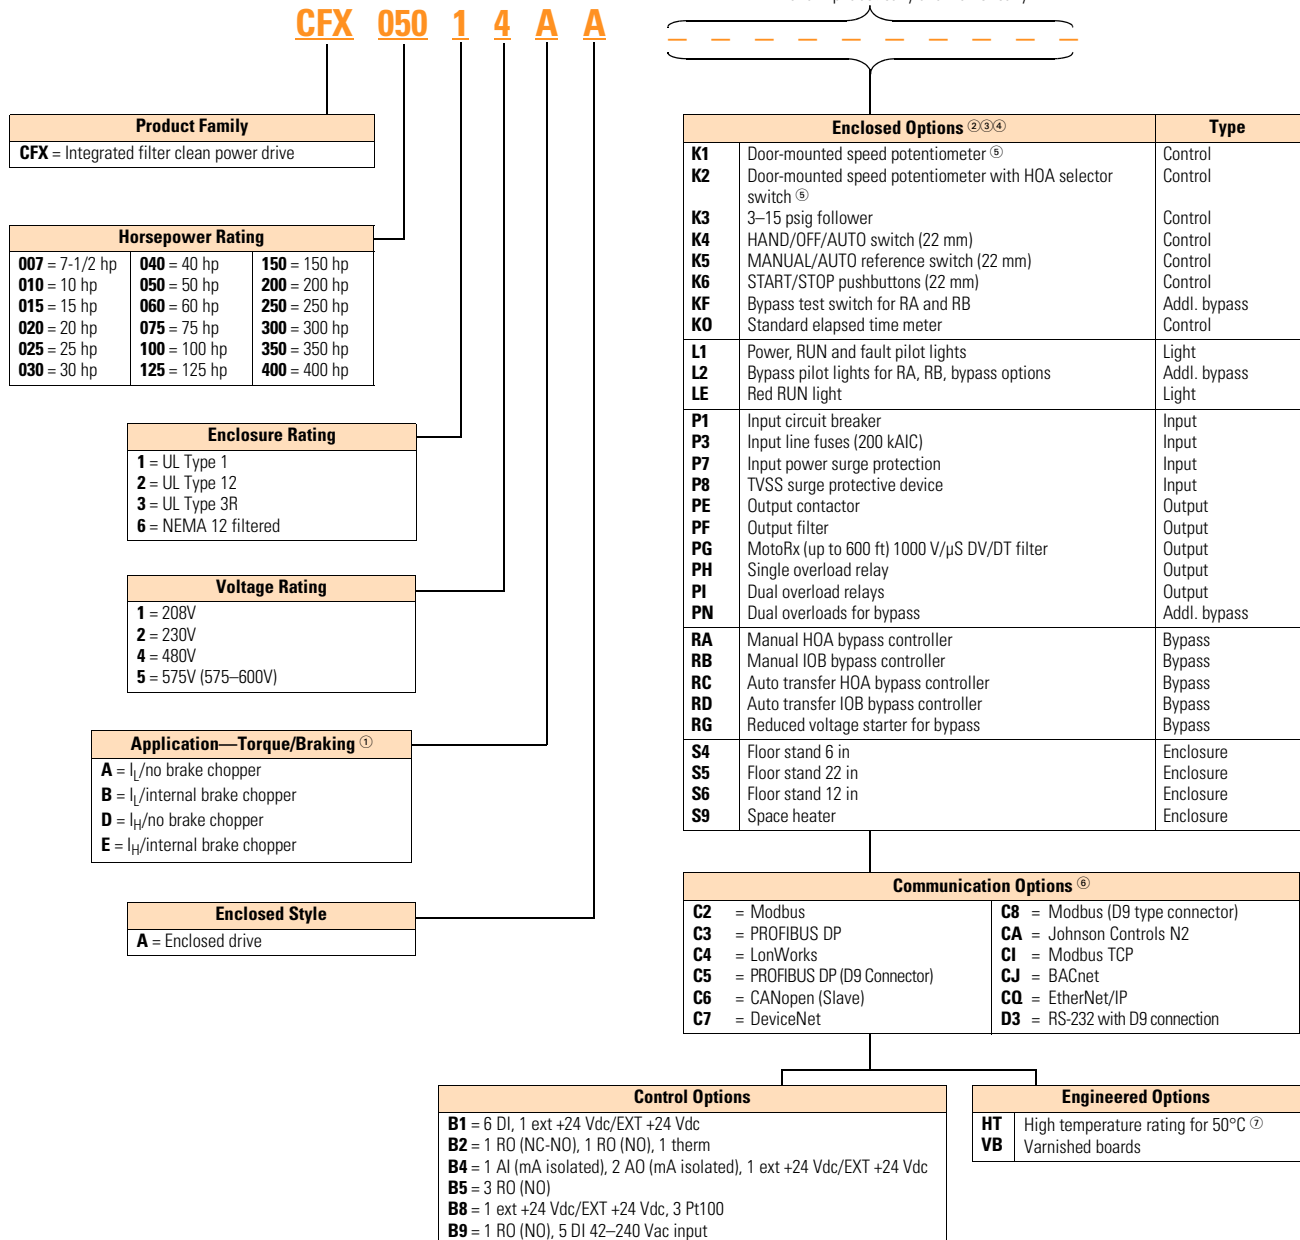 CFX 050 1 4 A A
Product Family
CFX = Integrated filter clean power drive
Horsepower Rating
007 = 7-1/2 hp
010 = 10 hp
015 = 15 hp
020 = 20 hp
025 = 25 hp
030 = 30 hp
040 = 40 hp
050 = 50 hp
060 = 60 hp
075 = 75 hp
100 = 100 hp
125 = 125 hp
150 = 150 hp
200 = 200 hp
250 = 250 hp
300 = 300 hp
350 = 350 hp
400 = 400 hp
Enclosure Rating
1 = UL Type 1
2 = UL Type 12
3 = UL Type 3R
6 = NEMA 12 filtered
Voltage Rating
1 = 208V
2 = 230V
4 = 480V
5 = 575V (575–600V)
Application—Torque/Braking ①
A = IL/no brake chopper
B = IL/internal brake chopper
D = IH/no brake chopper
E = IH/internal brake chopper
Enclosed Style
A = Enclosed drive
Enclosed Options ②③④ Type
K1 Door-mounted speed potentiometer ⑤ Control
K2 Door-mounted speed potentiometer with HOA selector Control
switch ⑤
K3 3–15 psig follower Control
K4 HAND/OFF/AUTO switch (22 mm) Control
K5 MANUAL/AUTO reference switch (22 mm) Control
K6 START/STOP pushbuttons (22 mm) Control
KF Bypass test switch for RA and RB Addl. bypass
KO Standard elapsed time meter Control
L1 Power, RUN and fault pilot lights Light
L2 Bypass pilot lights for RA, RB, bypass options Addl. bypass
LE Red RUN light Light
P1 Input circuit breaker Input
P3 Input line fuses (200 kAIC) Input
P7 Input power surge protection Input
P8 TVSS surge protective device Input
PE Output contactor Output
PF Output filter Output
PG MotoRx (up to 600 ft) 1000 V/µS DV/DT filter Output
PH Single overload relay Output
PI Dual overload relays Output
PN Dual overloads for bypass Addl. bypass
RA Manual HOA bypass controller Bypass
RB Manual IOB bypass controller Bypass
RC Auto transfer HOA bypass controller Bypass
RD Auto transfer IOB bypass controller Bypass
RG Reduced voltage starter for bypass Bypass
S4 Floor stand 6 in Enclosure
S5 Floor stand 22 in Enclosure
S6 Floor stand 12 in Enclosure
S9 Space heater Enclosure
Communication Options ⑥
C2 = Modbus
C3 = PROFIBUS DP
C4 = LonWorks
C5 = PROFIBUS DP (D9 Connector)
C6 = CANopen (Slave)
C7 = DeviceNet
C8 = Modbus (D9 type connector)
CA = Johnson Controls N2
CI = Modbus TCP
CJ = BACnet
CQ = EtherNet/IP
D3 = RS-232 with D9 connection
Control Options
B1 = 6 DI, 1 ext +24 Vdc/EXT +24 Vdc
B2 = 1 RO (NC-NO), 1 RO (NO), 1 therm
B4 = 1 AI (mA isolated), 2 AO (mA isolated), 1 ext +24 Vdc/EXT +24 Vdc
B5 = 3 RO (NO)
B8 = 1 ext +24 Vdc/EXT +24 Vdc, 3 Pt100
B9 = 1 RO (NO), 5 DI 42–240 Vac input
Engineered Options
HT High temperature rating for 50°C ⑦
VB Varnished boards